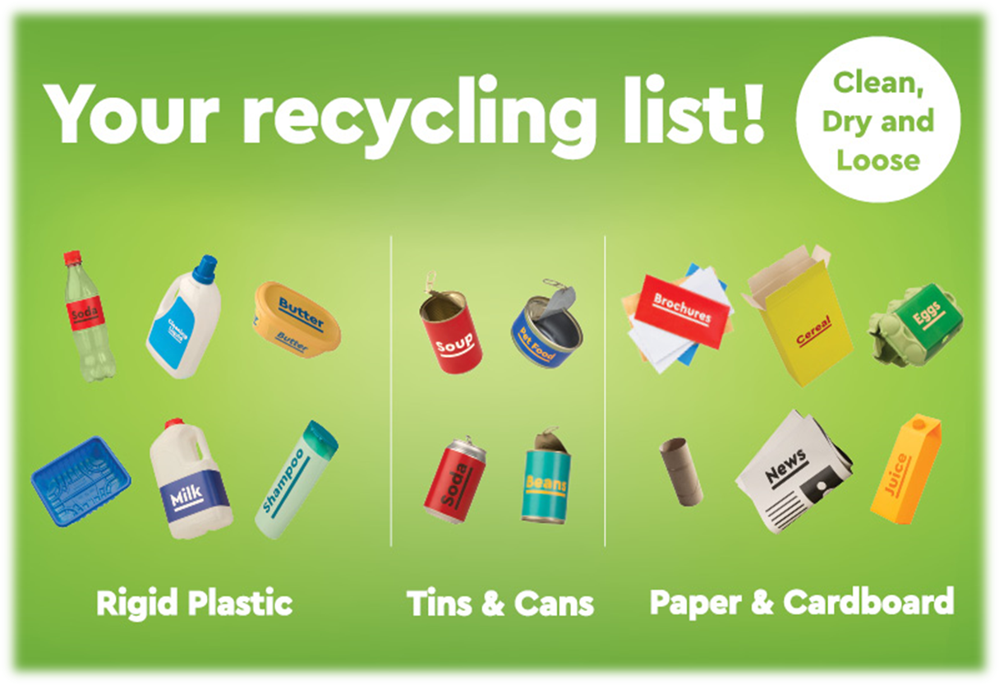 Your recycling list!
Clean,
Dry and
Loose
Soda
Butter
Butter
Soup
Pet Food
Brochures
Cereal
Eggs
Milk
Shampoo
Soda
Beans
News
Juice
Rigid Plastic
Tins & Cans
Paper & Cardboard